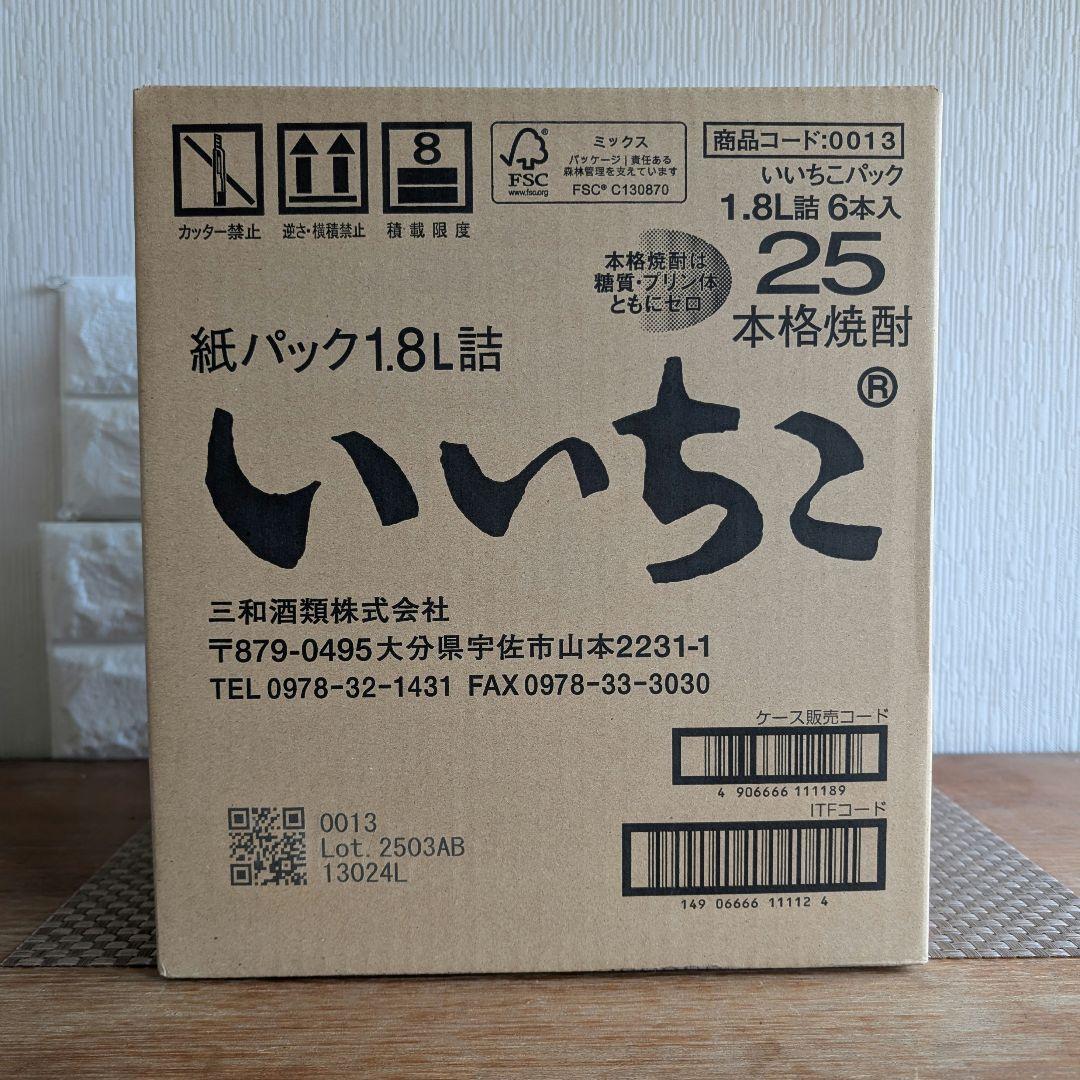 カッター禁止
逆さ・横積禁止
8
積載限度
FSC
www.fsc.org
ミックス
パッケージ|責任ある
森林管理を支えています
FSC® C130870
商品コード:0013
いいちこパック
1.8L詰 6本入
25
本格焼酎
本格焼酎は
糖質・プリン体
ともにゼロ
紙パック1.8L詰
いいちこ®
三和酒類株式会社
〒879-0495大分県宇佐市山本2231-1
TEL 0978-32-1431 FAX 0978-33-3030
ケース販売コード
4 906666 111189
ITFコード
149 06666 11112 4
0013
Lot. 2503AB
13024L